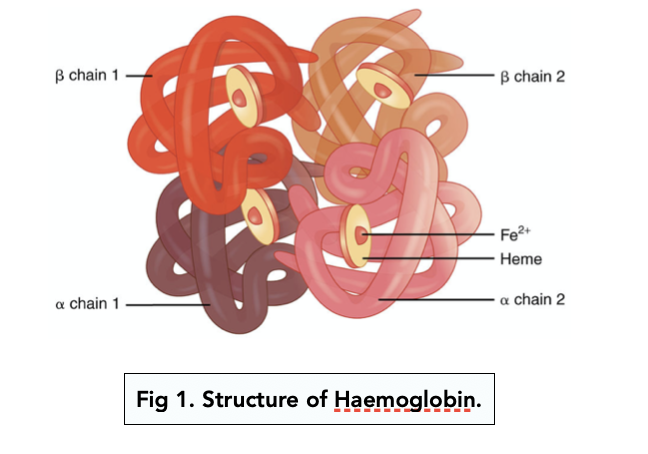 β chain 1
β chain 2
Fe²⁺
Heme
α chain 1
α chain 2
Fig 1. Structure of Haemoglobin.